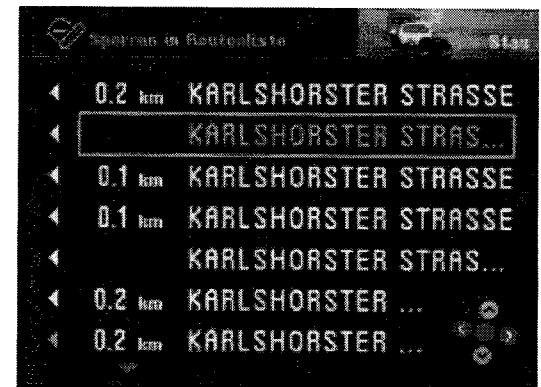 Sperren in Routenliste
Stau
0.2 km KARLSHORSTER STRASSE
KARLSHORSTER STRAS...
0.1 km KARLSHORSTER STRASSE
0.1 km KARLSHORSTER STRASSE
KARLSHORSTER STRAS...
0.2 km KARLSHORSTER ...
0.2 km KARLSHORSTER ...